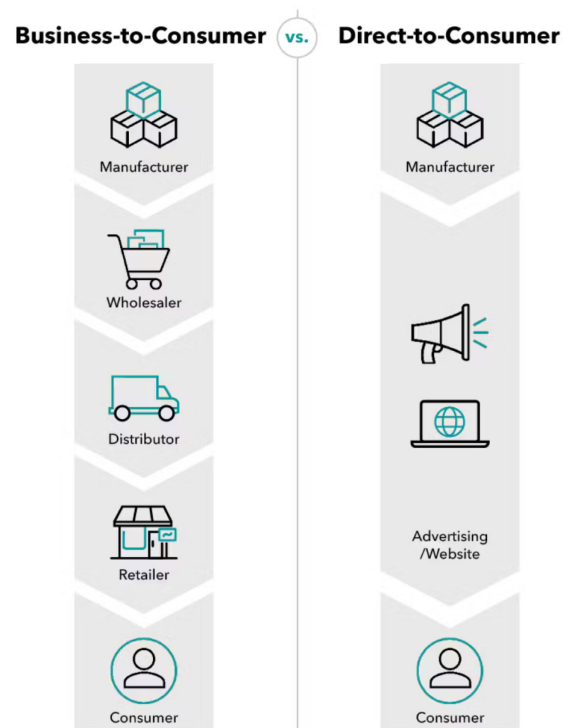 Business-to-Consumer vs. Direct-to-Consumer
Manufacturer
Wholesaler
Distributor
Retailer
Consumer
Manufacturer
Advertising
/Website
Consumer